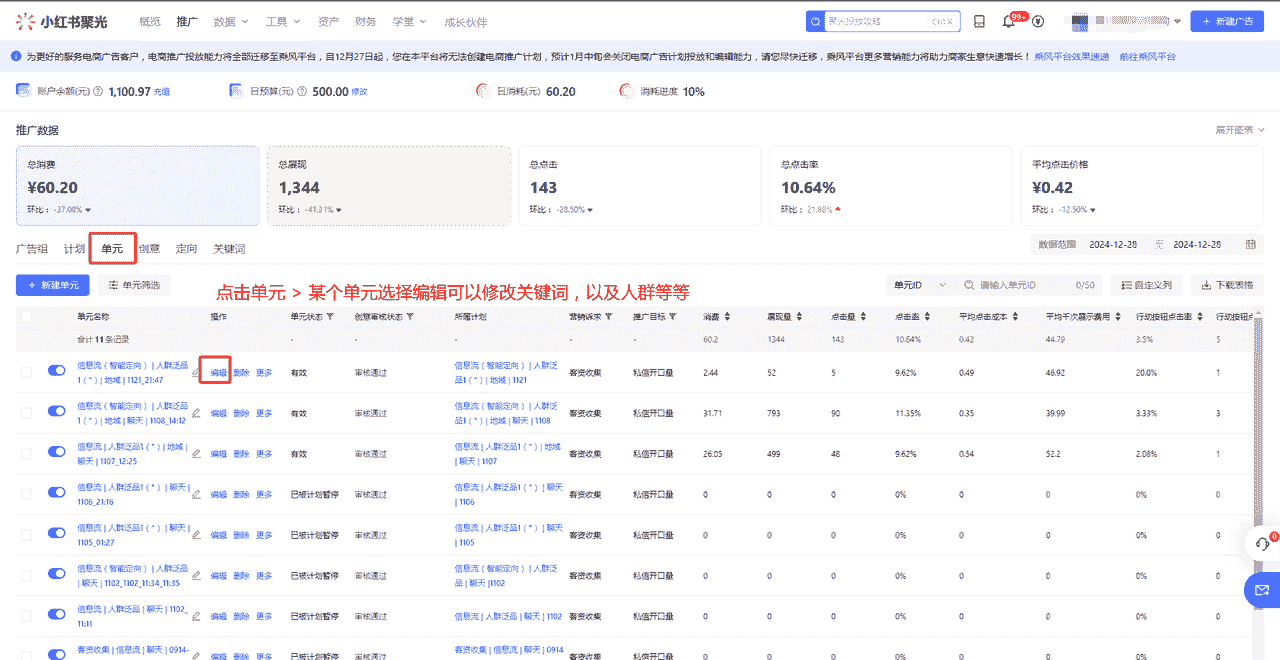 小红书聚光 概览 推广 数据 工具 资产 财务 学堂 成长伙伴 Ctrl K 99+ + 新建广告
为更好的服务电商广告客户，电商推广投放能力将全部迁移至乘风平台，自12月27日起，您在本平台将无法创建电商推广计划，预计1月中旬会关闭电商广告计划投放和编辑能力，请您尽快迁移，乘风平台更多营销能力将助力商家生意快速增长！ 乘风平台效果速递 前往乘风平台
账户余额(元) 1,100.97 充值 日预算(元) 500.00 修改 日消耗(元) 60.20 消耗进度 10%
推广数据 展开图表
总消费 总展现 总点击 总点击率 平均点击价格
¥60.20 1,344 143 10.64% ¥0.42
环比： -37.08% 环比： -41.31% 环比： -28.50% 环比： 21.88% 环比： -12.50%
广告组 计划 单元 创意 定向 关键词 数据范围 2024-12-28 至 2024-12-28
+ 新建单元 单元筛选 点击单元 > 某个单元选择编辑可以修改关键词，以及人群等等 单元ID 请输入单元ID 0/50 自定义列 下载表格
单元名称 操作 单元状态 创意审核状态 所属计划 营销诉求 推广目标 消费 展现量 点击量 点击率 平均点击成本 平均千次展示费用 行动按钮点击率 行动按钮点
合计 11 条记录 - - - - - 60.2 1344 143 10.64% 0.42 44.79 3.5% 5
信息流（智能定向）| 人群泛品 信息流（智能定向）| 人群泛
1（*）| 地域 | 1121_21:47 编辑 删除 更多 有效 审核通过 品1（*）| 地域 | 1121 客资收集 私信开口量 2.44 52 5 9.62% 0.49 46.92 20.0% 1
信息流（智能定向）| 人群泛品 信息流（智能定向）| 人群泛
1（*）| 地域 | 聊天 | 1108_14:12 编辑 删除 更多 有效 审核通过 品1（*）| 地域 | 聊天 | 1108 客资收集 私信开口量 31.71 793 90 11.35% 0.35 39.99 3.33% 3
信息流 | 人群泛品1（*）| 地域 | 信息流 | 人群泛品1（*）| 地域
聊天 | 1107_12:25 编辑 删除 更多 有效 审核通过 | 聊天 | 1107 客资收集 私信开口量 26.05 499 48 9.62% 0.54 52.2 2.08% 1
信息流 | 人群泛品1（*）| 聊天 | 信息流 | 人群泛品1（*）| 聊天
1106_21:16 编辑 删除 更多 已被计划暂停 审核通过 | 1106 客资收集 私信开口量 0 0 0 0% 0 0 0% 0
信息流 | 人群泛品1（*）| 聊天 | 信息流 | 人群泛品1（*）| 聊天
1105_01:27 编辑 删除 更多 已被计划暂停 审核通过 | 1105 客资收集 私信开口量 0 0 0 0% 0 0 0% 0
信息流（智能定向）| 人群泛品 信息流（智能定向）| 人群泛
| 聊天 | 1102_1102_11:34_11:35 编辑 删除 更多 已被计划暂停 审核通过 品 | 聊天 |1102 客资收集 私信开口量 0 0 0 0% 0 0 0% 0
信息流 | 人群泛品 | 聊天 | 1102_
11:11 编辑 删除 更多 已被计划暂停 审核通过 信息流 | 人群泛品 | 聊天 | 1102 客资收集 私信开口量 0 0 0 0% 0 0 0% 0
客资收集 | 信息流 | 聊天 | 0914- 客资收集 | 信息流 | 聊天 | 0914
编辑 删除 更多 已被计划暂停 审核通过 客资收集 私信开口量 0 0 0 0% 0 0 0% 0
0